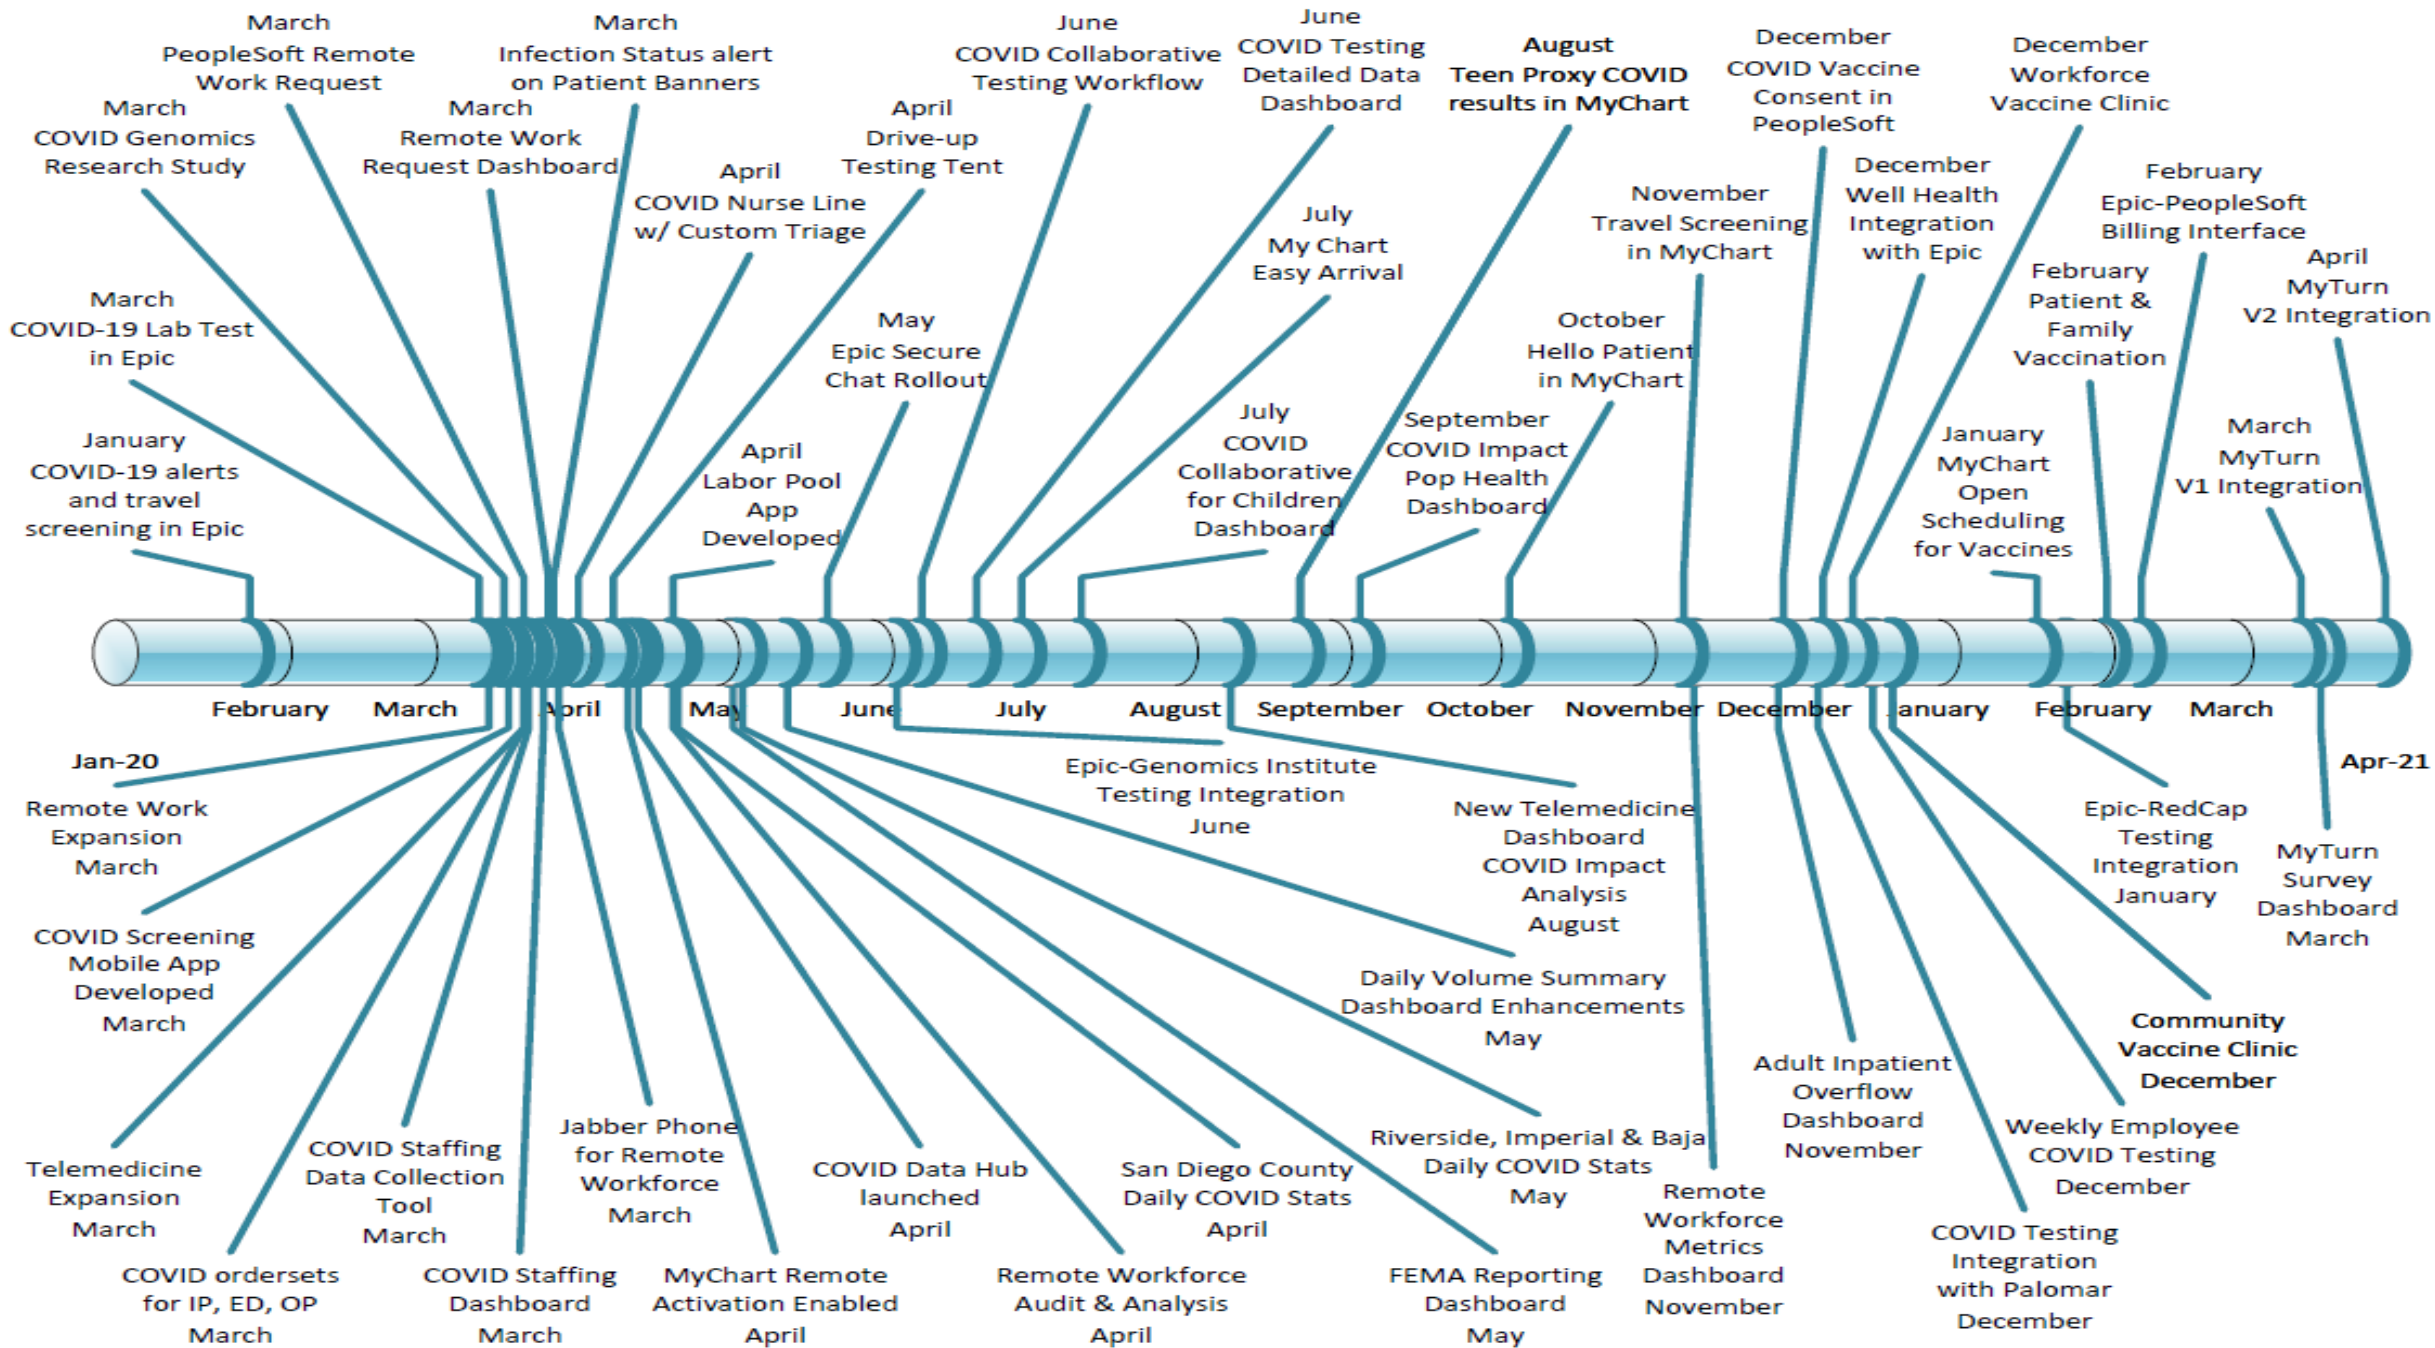 March
PeopleSoft Remote
Work Request
March
Infection Status alert
on Patient Banners
June
COVID Collaborative
Testing Workflow
June
COVID Testing
Detailed Data
Dashboard
August
Teen Proxy COVID
results in MyChart
December
COVID Vaccine
Consent in
PeopleSoft
December
Workforce
Vaccine Clinic
March
COVID Genomics
Research Study
March
Remote Work
Request Dashboard
April
COVID Nurse Line
w/ Custom Triage
April
Drive-up
Testing Tent
July
My Chart
Easy Arrival
November
Travel Screening
in MyChart
December
Well Health
Integration
with Epic
February
Epic-PeopleSoft
Billing Interface
February
Patient &
Family
Vaccination
April
MyTurn
V2 Integration
March
COVID-19 Lab Test
in Epic
May
Epic Secure
Chat Rollout
October
Hello Patient
in MyChart
January
COVID-19 alerts
and travel
screening in Epic
April
Labor Pool
App
Developed
July
COVID
Collaborative
for Children
Dashboard
September
COVID Impact
Pop Health
Dashboard
January
MyChart
Open
Scheduling
for Vaccines
March
MyTurn
V1 Integration
February March April May June July August September October November December January February March
Jan-20
Apr-21
Remote Work
Expansion
March
Epic-Genomics Institute
Testing Integration
June
New Telemedicine
Dashboard
COVID Impact
Analysis
August
Epic-RedCap
Testing
Integration
January
MyTurn
Survey
Dashboard
March
COVID Screening
Mobile App
Developed
March
Daily Volume Summary
Dashboard Enhancements
May
Community
Vaccine Clinic
December
Adult Inpatient
Overflow
Dashboard
November
Weekly Employee
COVID Testing
December
Telemedicine
Expansion
March
COVID Staffing
Data Collection
Tool
March
Jabber Phone
for Remote
Workforce
March
COVID Data Hub
launched
April
San Diego County
Daily COVID Stats
April
Riverside, Imperial & Baja
Daily COVID Stats
May
Remote
Workforce
Metrics
Dashboard
November
COVID Testing
Integration
with Palomar
December
COVID ordersets
for IP, ED, OP
March
COVID Staffing
Dashboard
March
MyChart Remote
Activation Enabled
April
Remote Workforce
Audit & Analysis
April
FEMA Reporting
Dashboard
May